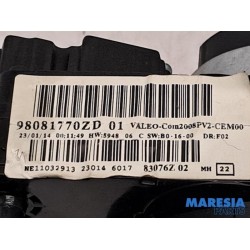 98081770ZD 01 VALEO-Com2008PV2-CEM00
23/01/14 00:11:49 HW:5948 06 C SW:B0-16-00 DR:F02
NE11032913 23014 6017 83076Z 02 MH 22